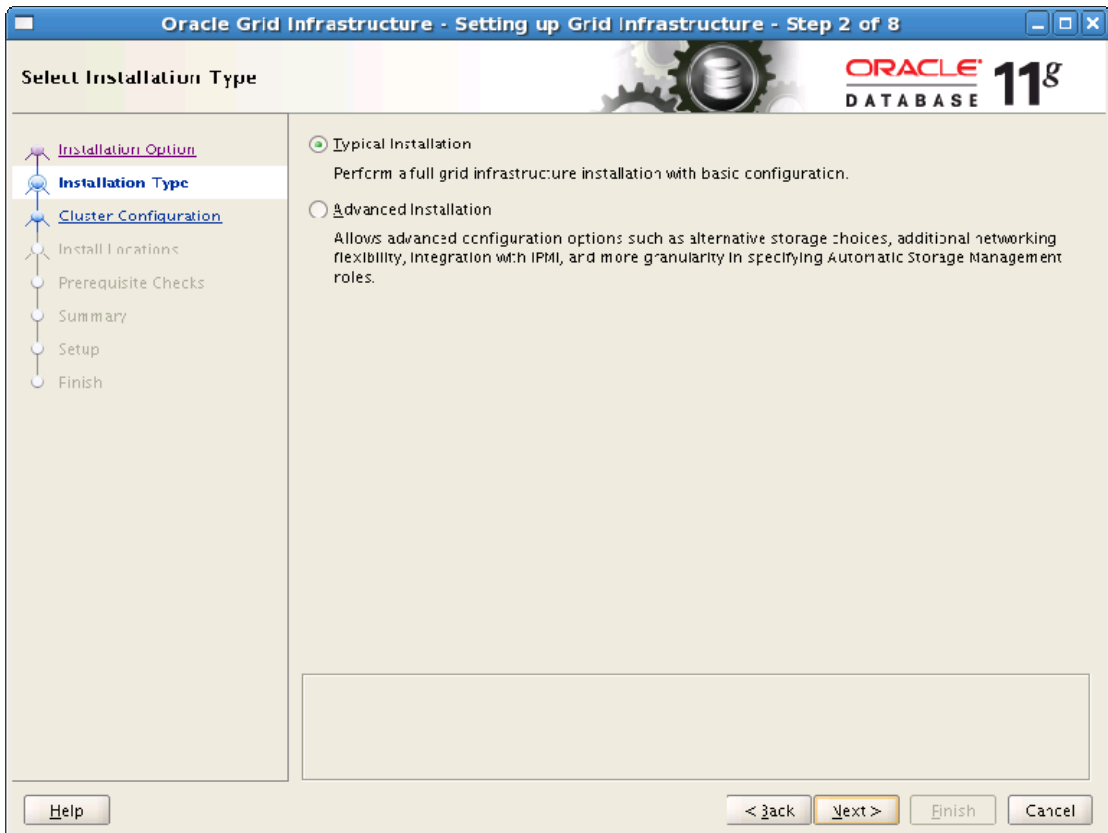 Oracle Grid Infrastructure - Setting up Grid Infrastructure - Step 2 of 8
Select Installation Type
ORACLE
DATABASE
11g
Installation Option
Installation Type
Cluster Configuration
Install Locations
Prerequisite Checks
Summary
Setup
Finish
Typical Installation
Perform a full grid infrastructure installation with basic configuration.
Advanced Installation
Allows advanced configuration options such as alternative storage choices, additional networking
flexibility, integration with IPMI, and more granularity in specifying Automatic Storage Management
roles.
Help
< Back
Next >
Finish
Cancel